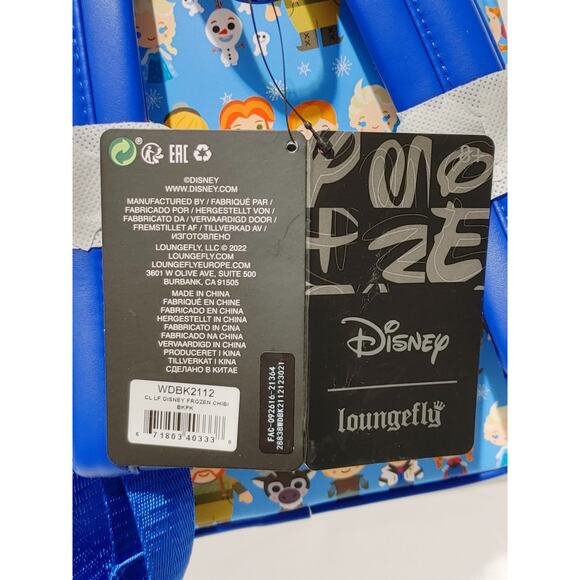 EAC
©DISNEY
WWW.DISNEY.COM
MANUFACTURED BY / FABRIQUÉ PAR /
FABRICADO POR / HERGESTELLT VON /
FABBRICATO DA / VERVAARDIGD DOOR /
FREMSTILLET AF / TILLVERKAD AV /
ИЗГОТОВЛЕНО
LOUNGEFLY, LLC © 2022
LOUNGEFLY.COM
LOUNGEFLYEUROPE.COM
3601 W OLIVE AVE, SUITE 500
BURBANK, CA 91505
MADE IN CHINA
FABRIQUÉ EN CHINE
FABRICADO EN CHINA
HERGESTELLT IN CHINA
FABBRICATO IN CINA
FABRICADO NA CHINA
VERVAARDIGD IN CHINA
PRODUCERET I KINA
TILLVERKAT I KINA
СДЕЛАНО В КИТАЕ
WDBK2112
CL LF DISNEY FROZEN CHIBI
BKPK
6 71803 40333 6
FAC-092616-21364
28838WDBK2112123021
Disney
loungefly